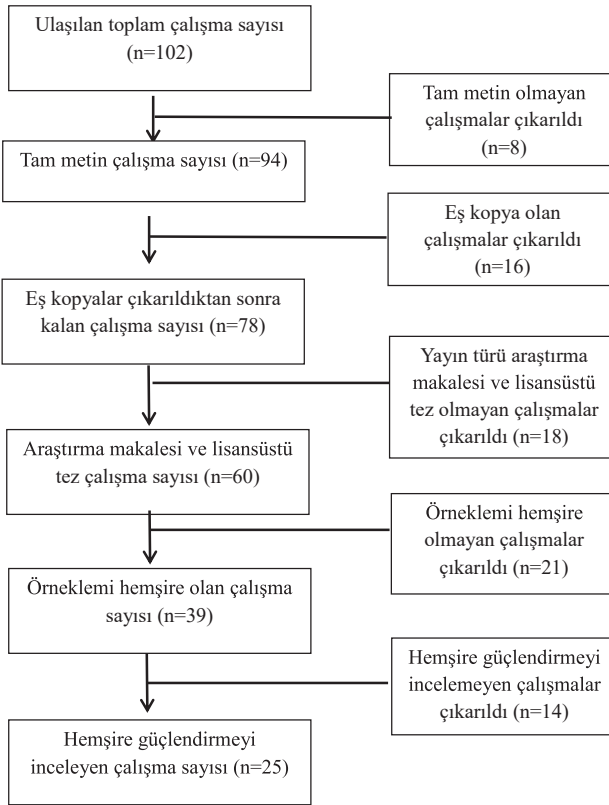 Ulaşılan toplam çalışma sayısı
(n=102)
Tam metin olmayan
çalışmalar çıkarıldı
(n=8)
Tam metin çalışma sayısı (n=94)
Eş kopya olan
çalışmalar çıkarıldı
(n=16)
Eş kopyalar çıkarıldıktan sonra
kalan çalışma sayısı (n=78)
Yayın türü araştırma
makalesi ve lisansüstü
tez olmayan çalışmalar
çıkarıldı (n=18)
Araştırma makalesi ve lisansüstü
tez çalışma sayısı (n=60)
Örneklemi hemşire
olmayan çalışmalar
çıkarıldı (n=21)
Örneklemi hemşire olan çalışma
sayısı (n=39)
Hemşire güçlendirmeyi
incelemeyen çalışmalar
çıkarıldı (n=14)
Hemşire güçlendirmeyi
inceleyen çalışma sayısı (n=25)